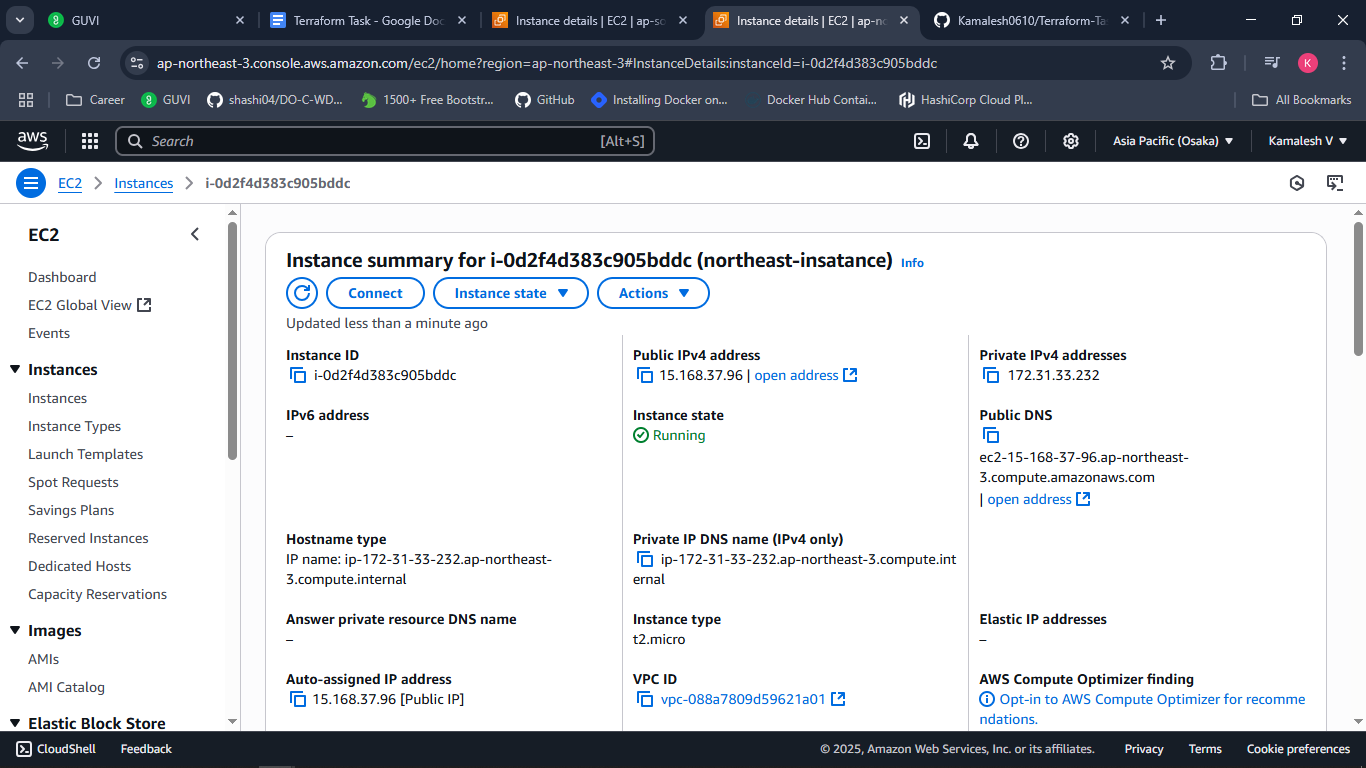 GUVI
Terraform Task - Google Doc
Instance details | EC2 | ap-so
Instance details | EC2 | ap-no
Kamalesh0610/Terraform-Ta
ap-northeast-3.console.aws.amazon.com/ec2/home?region=ap-northeast-3#InstanceDetails:instanceId=i-0d2f4d383c905bddc
K
Career
GUVI
shashi04/DO-C-WD...
1500+ Free Bootstr...
GitHub
Installing Docker on...
Docker Hub Contai...
HashiCorp Cloud Pl...
All Bookmarks
aws
Search
[Alt+S]
Asia Pacific (Osaka)
Kamalesh V
EC2
Instances
i-0d2f4d383c905bddc
EC2
Dashboard
EC2 Global View
Events
Instances
Instances
Instance Types
Launch Templates
Spot Requests
Savings Plans
Reserved Instances
Dedicated Hosts
Capacity Reservations
Images
AMIs
AMI Catalog
Elastic Block Store
Instance summary for i-0d2f4d383c905bddc (northeast-insatance) Info
Connect
Instance state
Actions
Updated less than a minute ago
Instance ID
i-0d2f4d383c905bddc
Public IPv4 address
15.168.37.96 | open address
Private IPv4 addresses
172.31.33.232
IPv6 address
–
Instance state
Running
Public DNS
ec2-15-168-37-96.ap-northeast-
3.compute.amazonaws.com
| open address
Hostname type
IP name: ip-172-31-33-232.ap-northeast-
3.compute.internal
Private IP DNS name (IPv4 only)
ip-172-31-33-232.ap-northeast-3.compute.int
ernal
Answer private resource DNS name
–
Instance type
t2.micro
Elastic IP addresses
–
Auto-assigned IP address
15.168.37.96 [Public IP]
VPC ID
vpc-088a7809d59621a01
AWS Compute Optimizer finding
Opt-in to AWS Compute Optimizer for recomme
ndations.
CloudShell
Feedback
© 2025, Amazon Web Services, Inc. or its affiliates.
Privacy
Terms
Cookie preferences